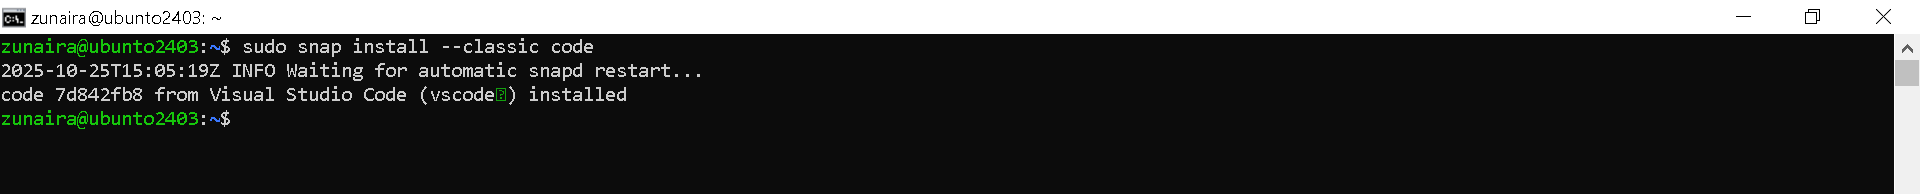 zunaira@ubunto2403: ~
zunaira@ubunto2403:~$ sudo snap install --classic code
2025-10-25T15:05:19Z INFO Waiting for automatic snapd restart...
code 7d842fb8 from Visual Studio Code (vscode) installed
zunaira@ubunto2403:~$